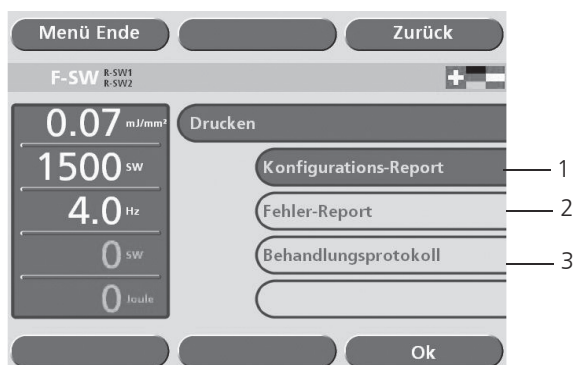 Menü Ende
Zurück
F-SW R-SW1
R-SW2
0.07 mJ/mm²
Drucken
1500 SW
Konfigurations-Report
1
4.0 Hz
Fehler-Report
2
0 SW
Behandlungsprotokoll
3
0 Joule
Ok